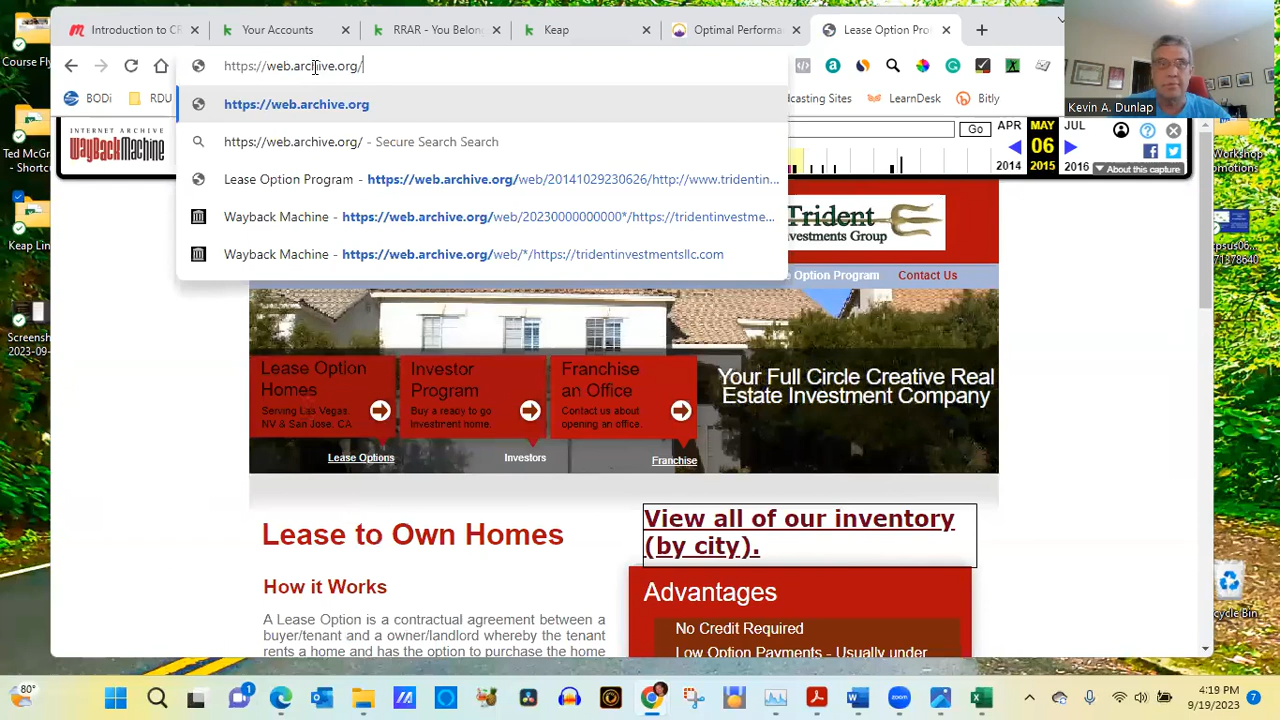 Course Fly
Ted McG
- Shortc
Keap Lin
Screensh
2023-09-
Introduction to CF
Your Accounts
RRAR - You Belon
Keap
Optimal Performa
Lease Option Pro
https://web.archive.org/
BODi
RDU
dcasting Sites
LearnDesk
Bitly
Kevin A. Dunlap
https://web.archive.org
https://web.archive.org/ - Secure Search Search
Lease Option Program - https://web.archive.org/web/20141029230626/http://www.tridentin...
Wayback Machine - https://web.archive.org/web/20230000000000*/https://tridentinvestme...
Wayback Machine - https://web.archive.org/web/*/https://tridentinvestmentsllc.com
INTERNET ARCHIVE
WayBackMachine
Go
APR MAY JUL
06
2014 2015 2016
About this capture
Workshop
Promotions
Trident
Investments Group
e Option Program
Contact Us
Lease Option
Homes
Serving Las Vegas,
NV & San Jose, CA
Investor
Program
Buy a ready to go
investment home.
Franchise
an Office
Contact us about
opening an office.
Your Full Circle Creative Real
Estate Investment Company
Lease Options
Investors
Franchise
Lease to Own Homes
How it Works
A Lease Option is a contractual agreement between a
buyer/tenant and a owner/landlord whereby the tenant
rents a home and has the option to purchase the home
View all of our inventory
(by city).
Advantages
No Credit Required
Low Option Payments - Usually under
ecycle Bin
80°
1
4:19 PM
9/19/2023
7